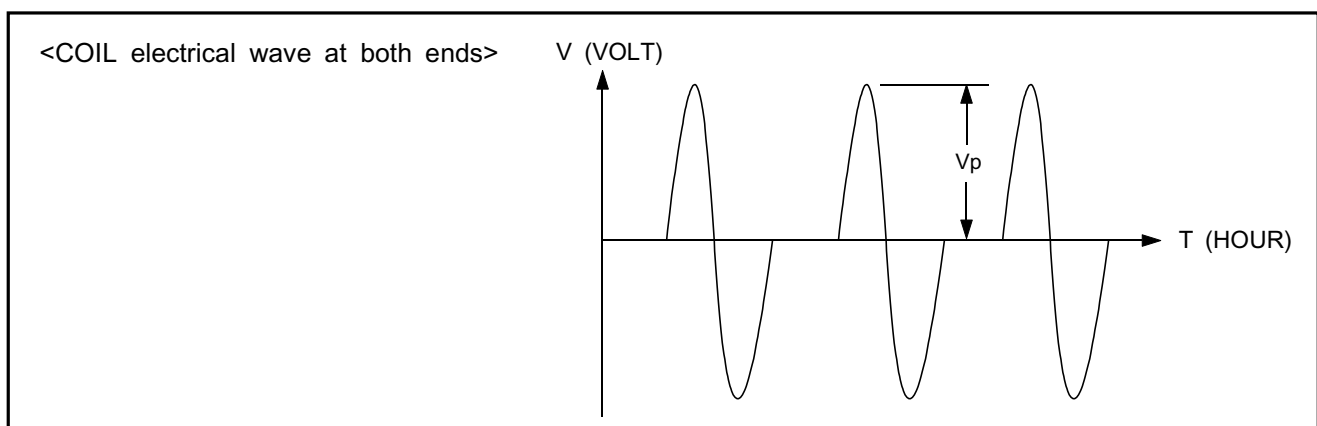 <COIL electrical wave at both ends>
V (VOLT)
Vp
T (HOUR)